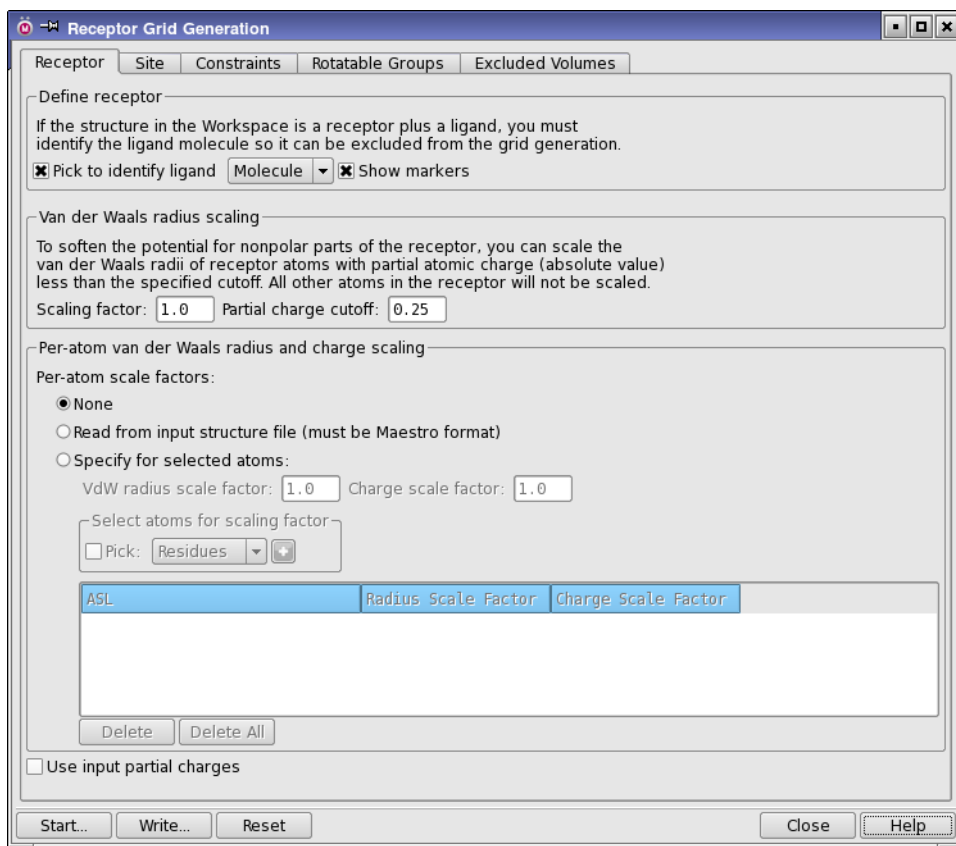 Receptor Grid Generation
Receptor Site Constraints Rotatable Groups Excluded Volumes
Define receptor
If the structure in the Workspace is a receptor plus a ligand, you must
identify the ligand molecule so it can be excluded from the grid generation.
Pick to identify ligand Molecule Show markers
Van der Waals radius scaling
To soften the potential for nonpolar parts of the receptor, you can scale the
van der Waals radii of receptor atoms with partial atomic charge (absolute value)
less than the specified cutoff. All other atoms in the receptor will not be scaled.
Scaling factor: 1.0 Partial charge cutoff: 0.25
Per-atom van der Waals radius and charge scaling
Per-atom scale factors:
None
Read from input structure file (must be Maestro format)
Specify for selected atoms:
VdW radius scale factor: 1.0 Charge scale factor: 1.0
Select atoms for scaling factor
Pick: Residues
ASL Radius Scale Factor Charge Scale Factor
Delete Delete All
Use input partial charges
Start... Write... Reset Close Help